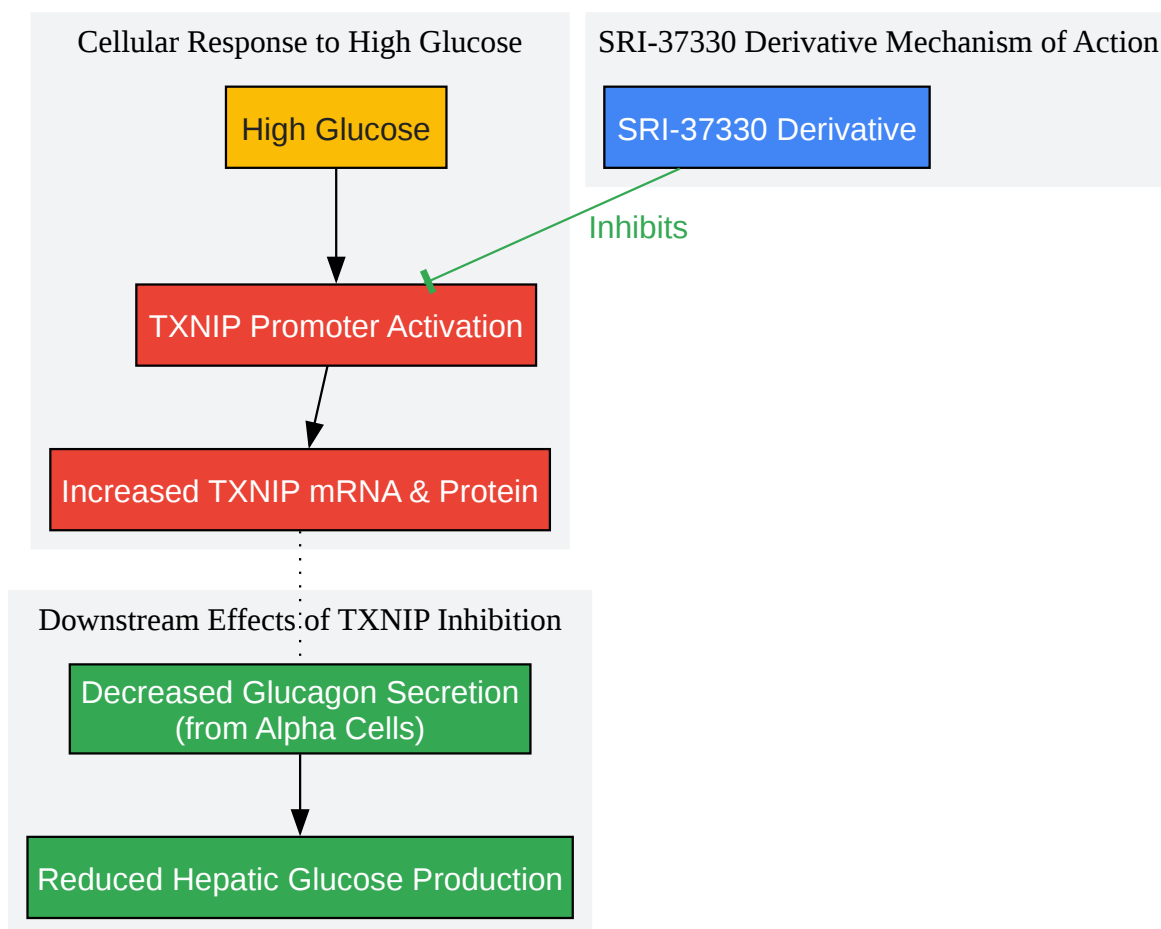 Cellular Response to High Glucose
SRI-37330 Derivative Mechanism of Action
High Glucose
SRI-37330 Derivative
Inhibits
TXNIP Promoter Activation
Increased TXNIP mRNA & Protein
Downstream Effects of TXNIP Inhibition
Decreased Glucagon Secretion
(from Alpha Cells)
Reduced Hepatic Glucose Production